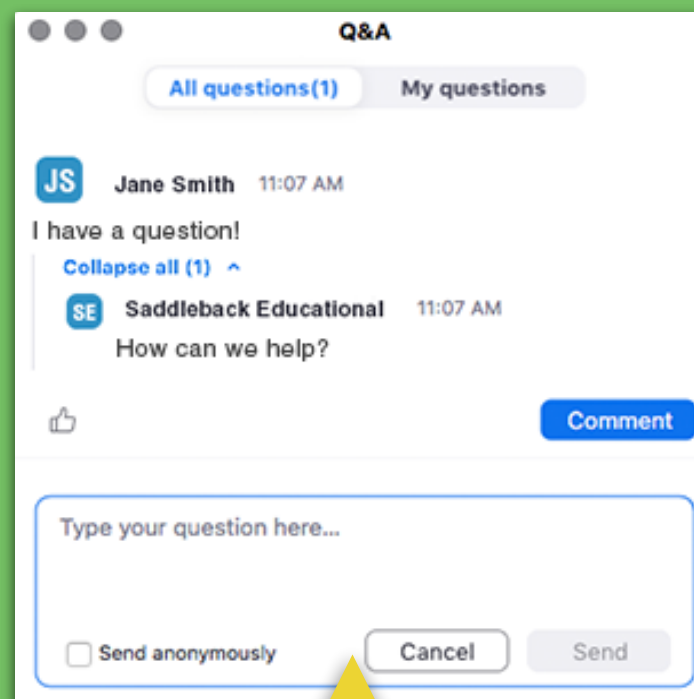 Q&A
All questions(1) My questions
JS Jane Smith 11:07 AM
I have a question!
Collapse all (1)
SE Saddleback Educational 11:07 AM
How can we help?
Comment
Type your question here...
Send anonymously Cancel Send